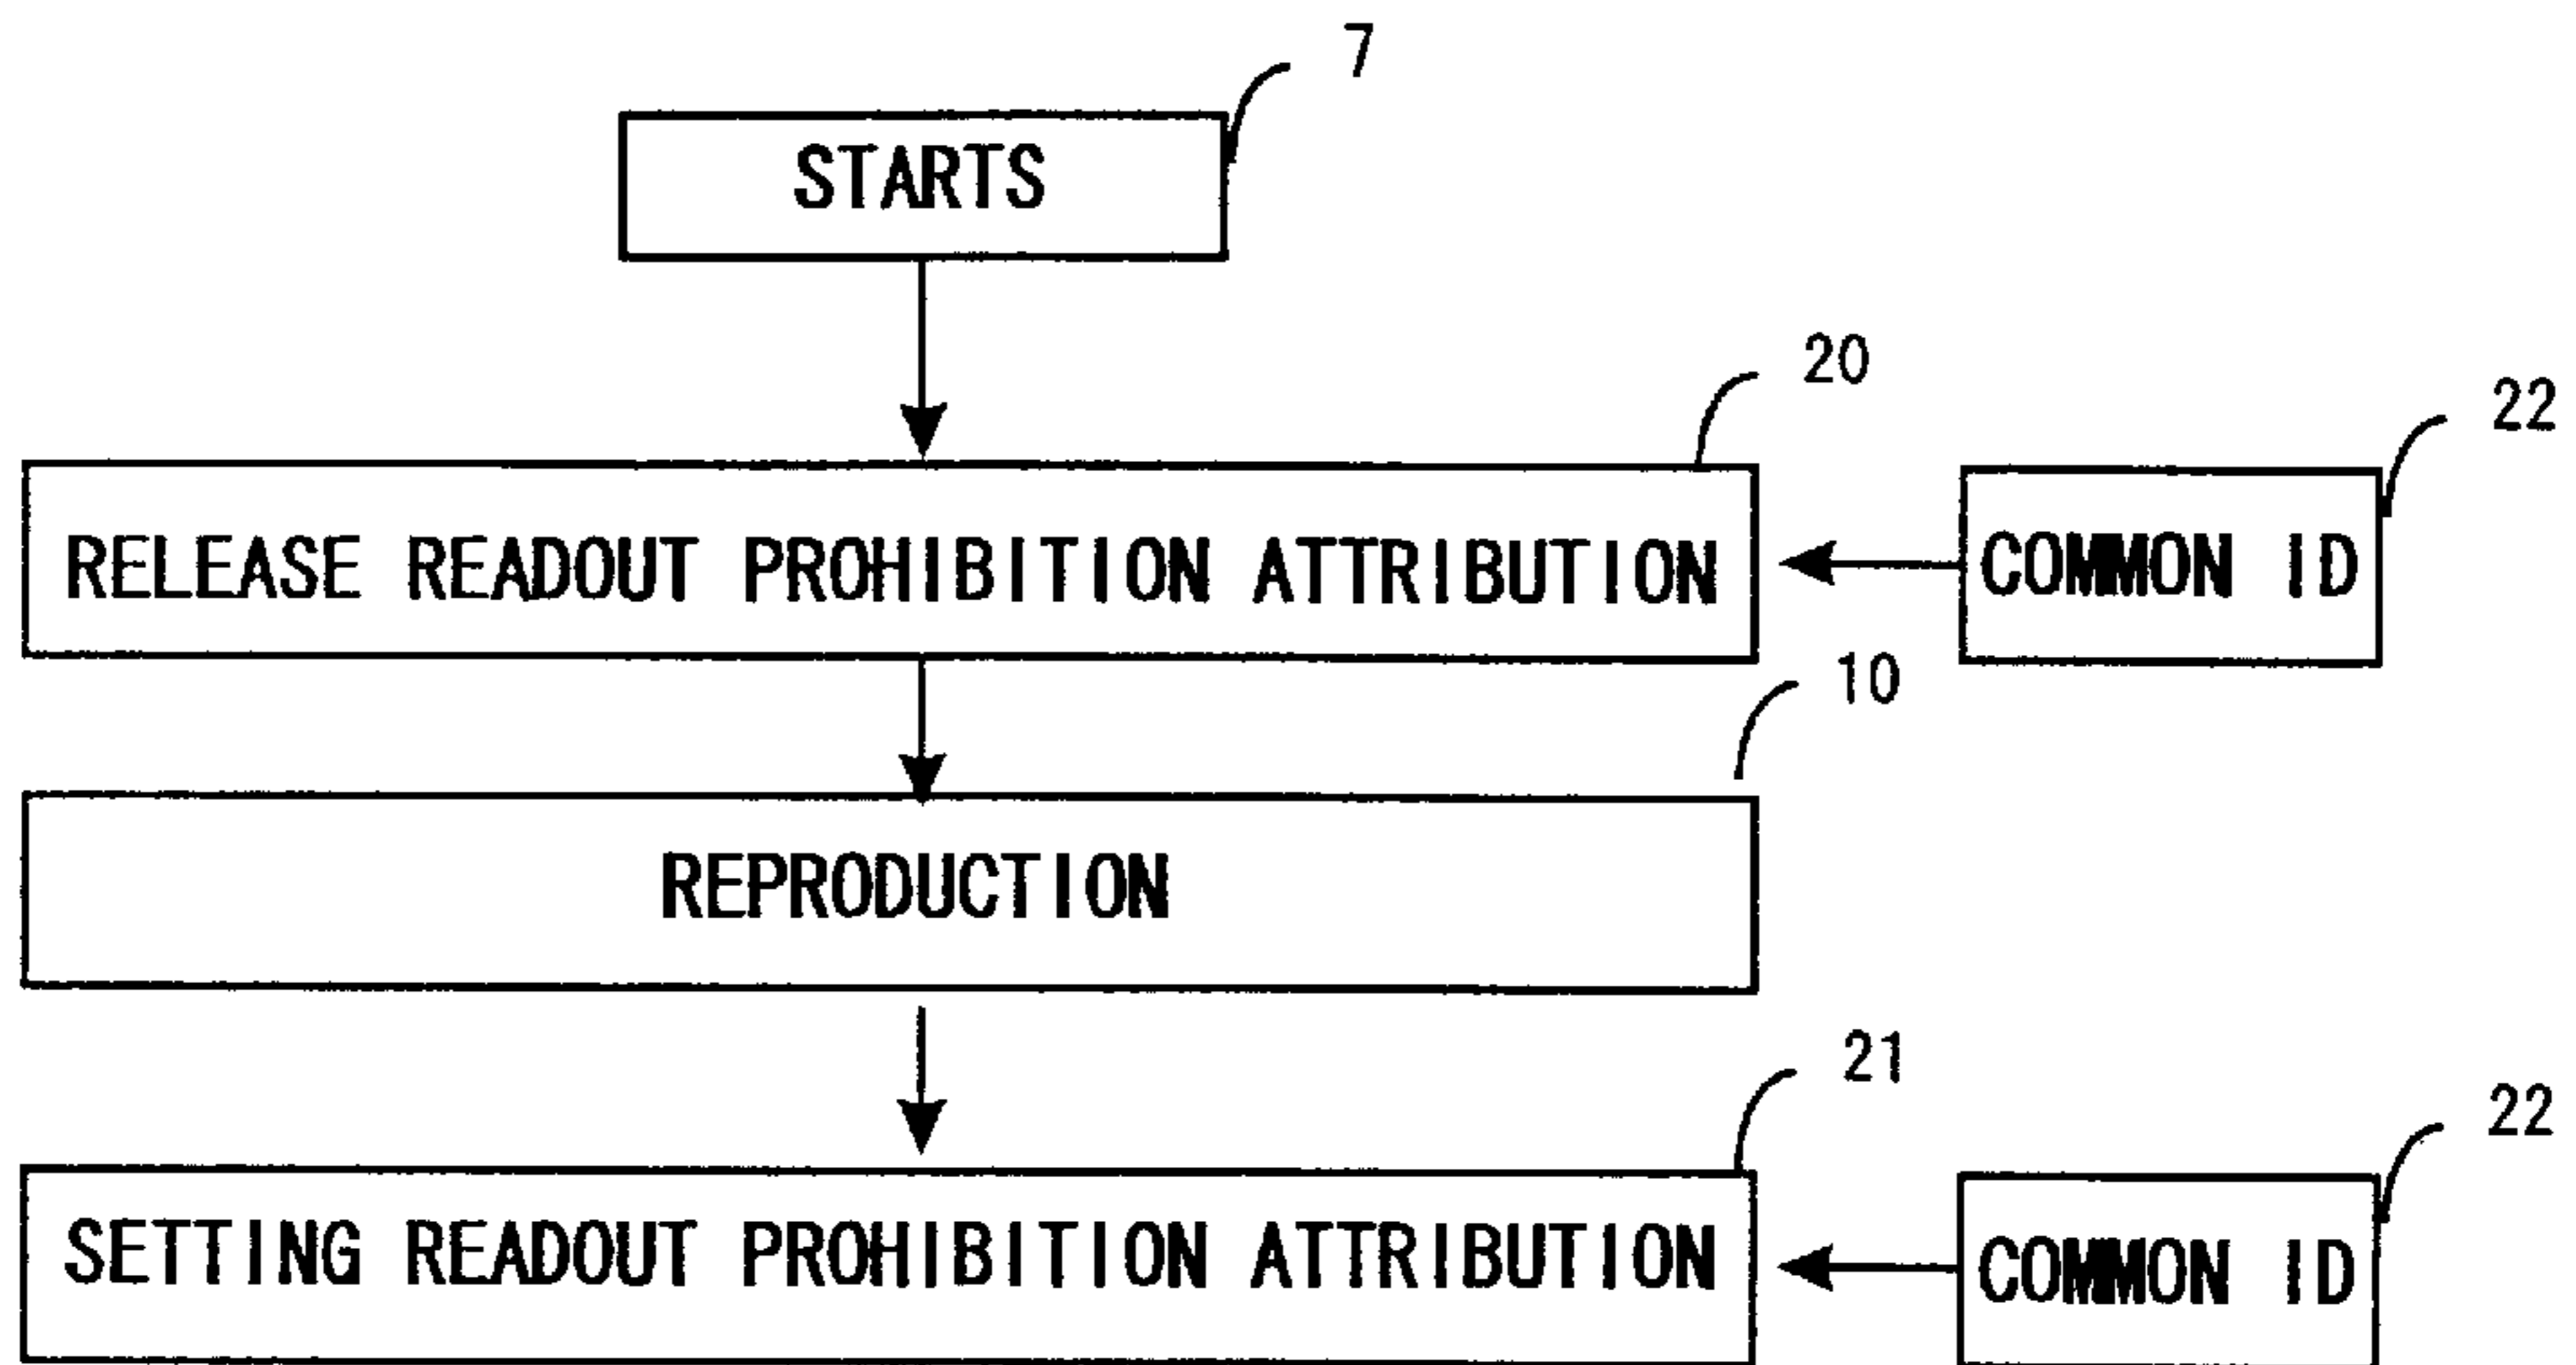 7
STARTS
20
22
RELEASE READOUT PROHIBITION ATTRIBUTION
COMMON ID
10
REPRODUCTION
21
22
SETTING READOUT PROHIBITION ATTRIBUTION
COMMON ID